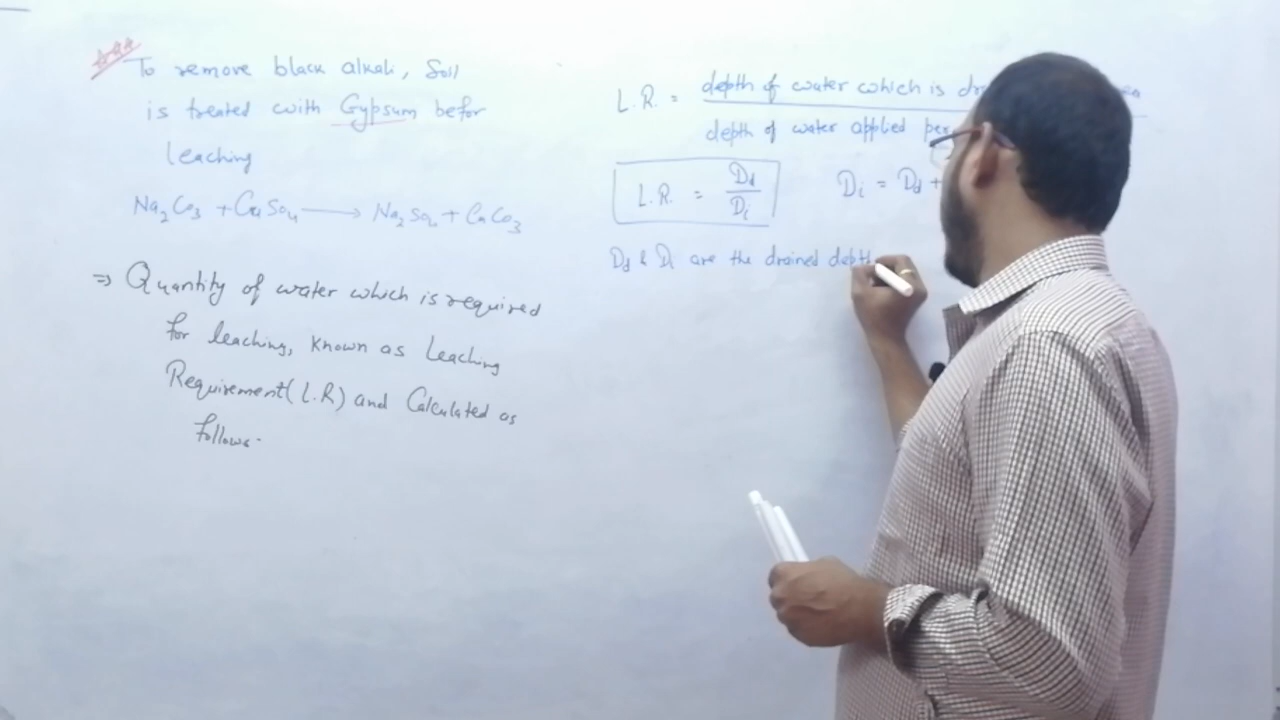 To remove black alkali, Soil
is treated with Gypsum befor
leaching
Na2Co3 + CaSo4 → Na2So4 + CaCo3
⇒ Quantity of water which is required
for leaching, known as Leaching
Requirement (L.R) and Calculated as
follows-
L.R. = depth of water which is
depth of water applied per
L.R. = Dd/Di
Di = Dd +
Dd & Di are the drained depth